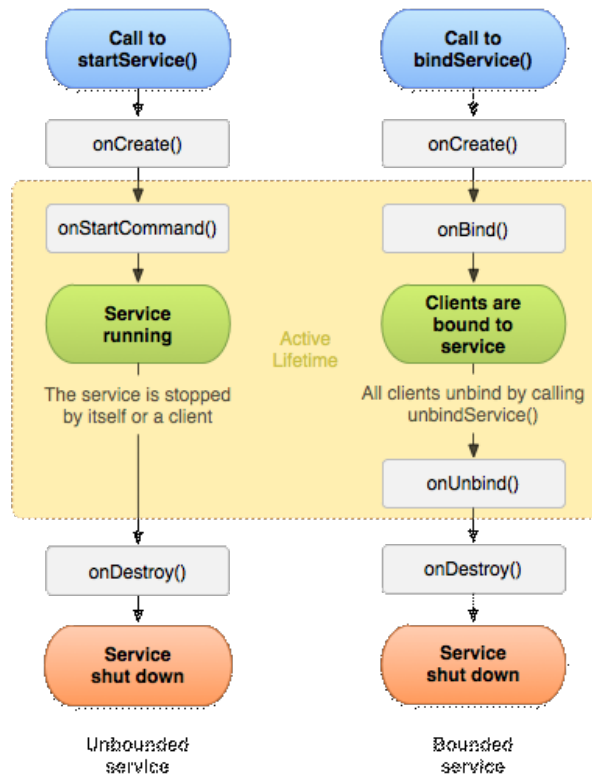 Call to
startService()
onCreate()
onStartCommand()
Service
running
The service is stopped
by itself or a client
onDestroy()
Service
shut down
Unbounded
service
Active
Lifetime
Call to
bindService()
onCreate()
onBind()
Clients are
bound to
service
All clients unbind by calling
unbindService()
onUnbind()
onDestroy()
Service
shut down
Bounded
service